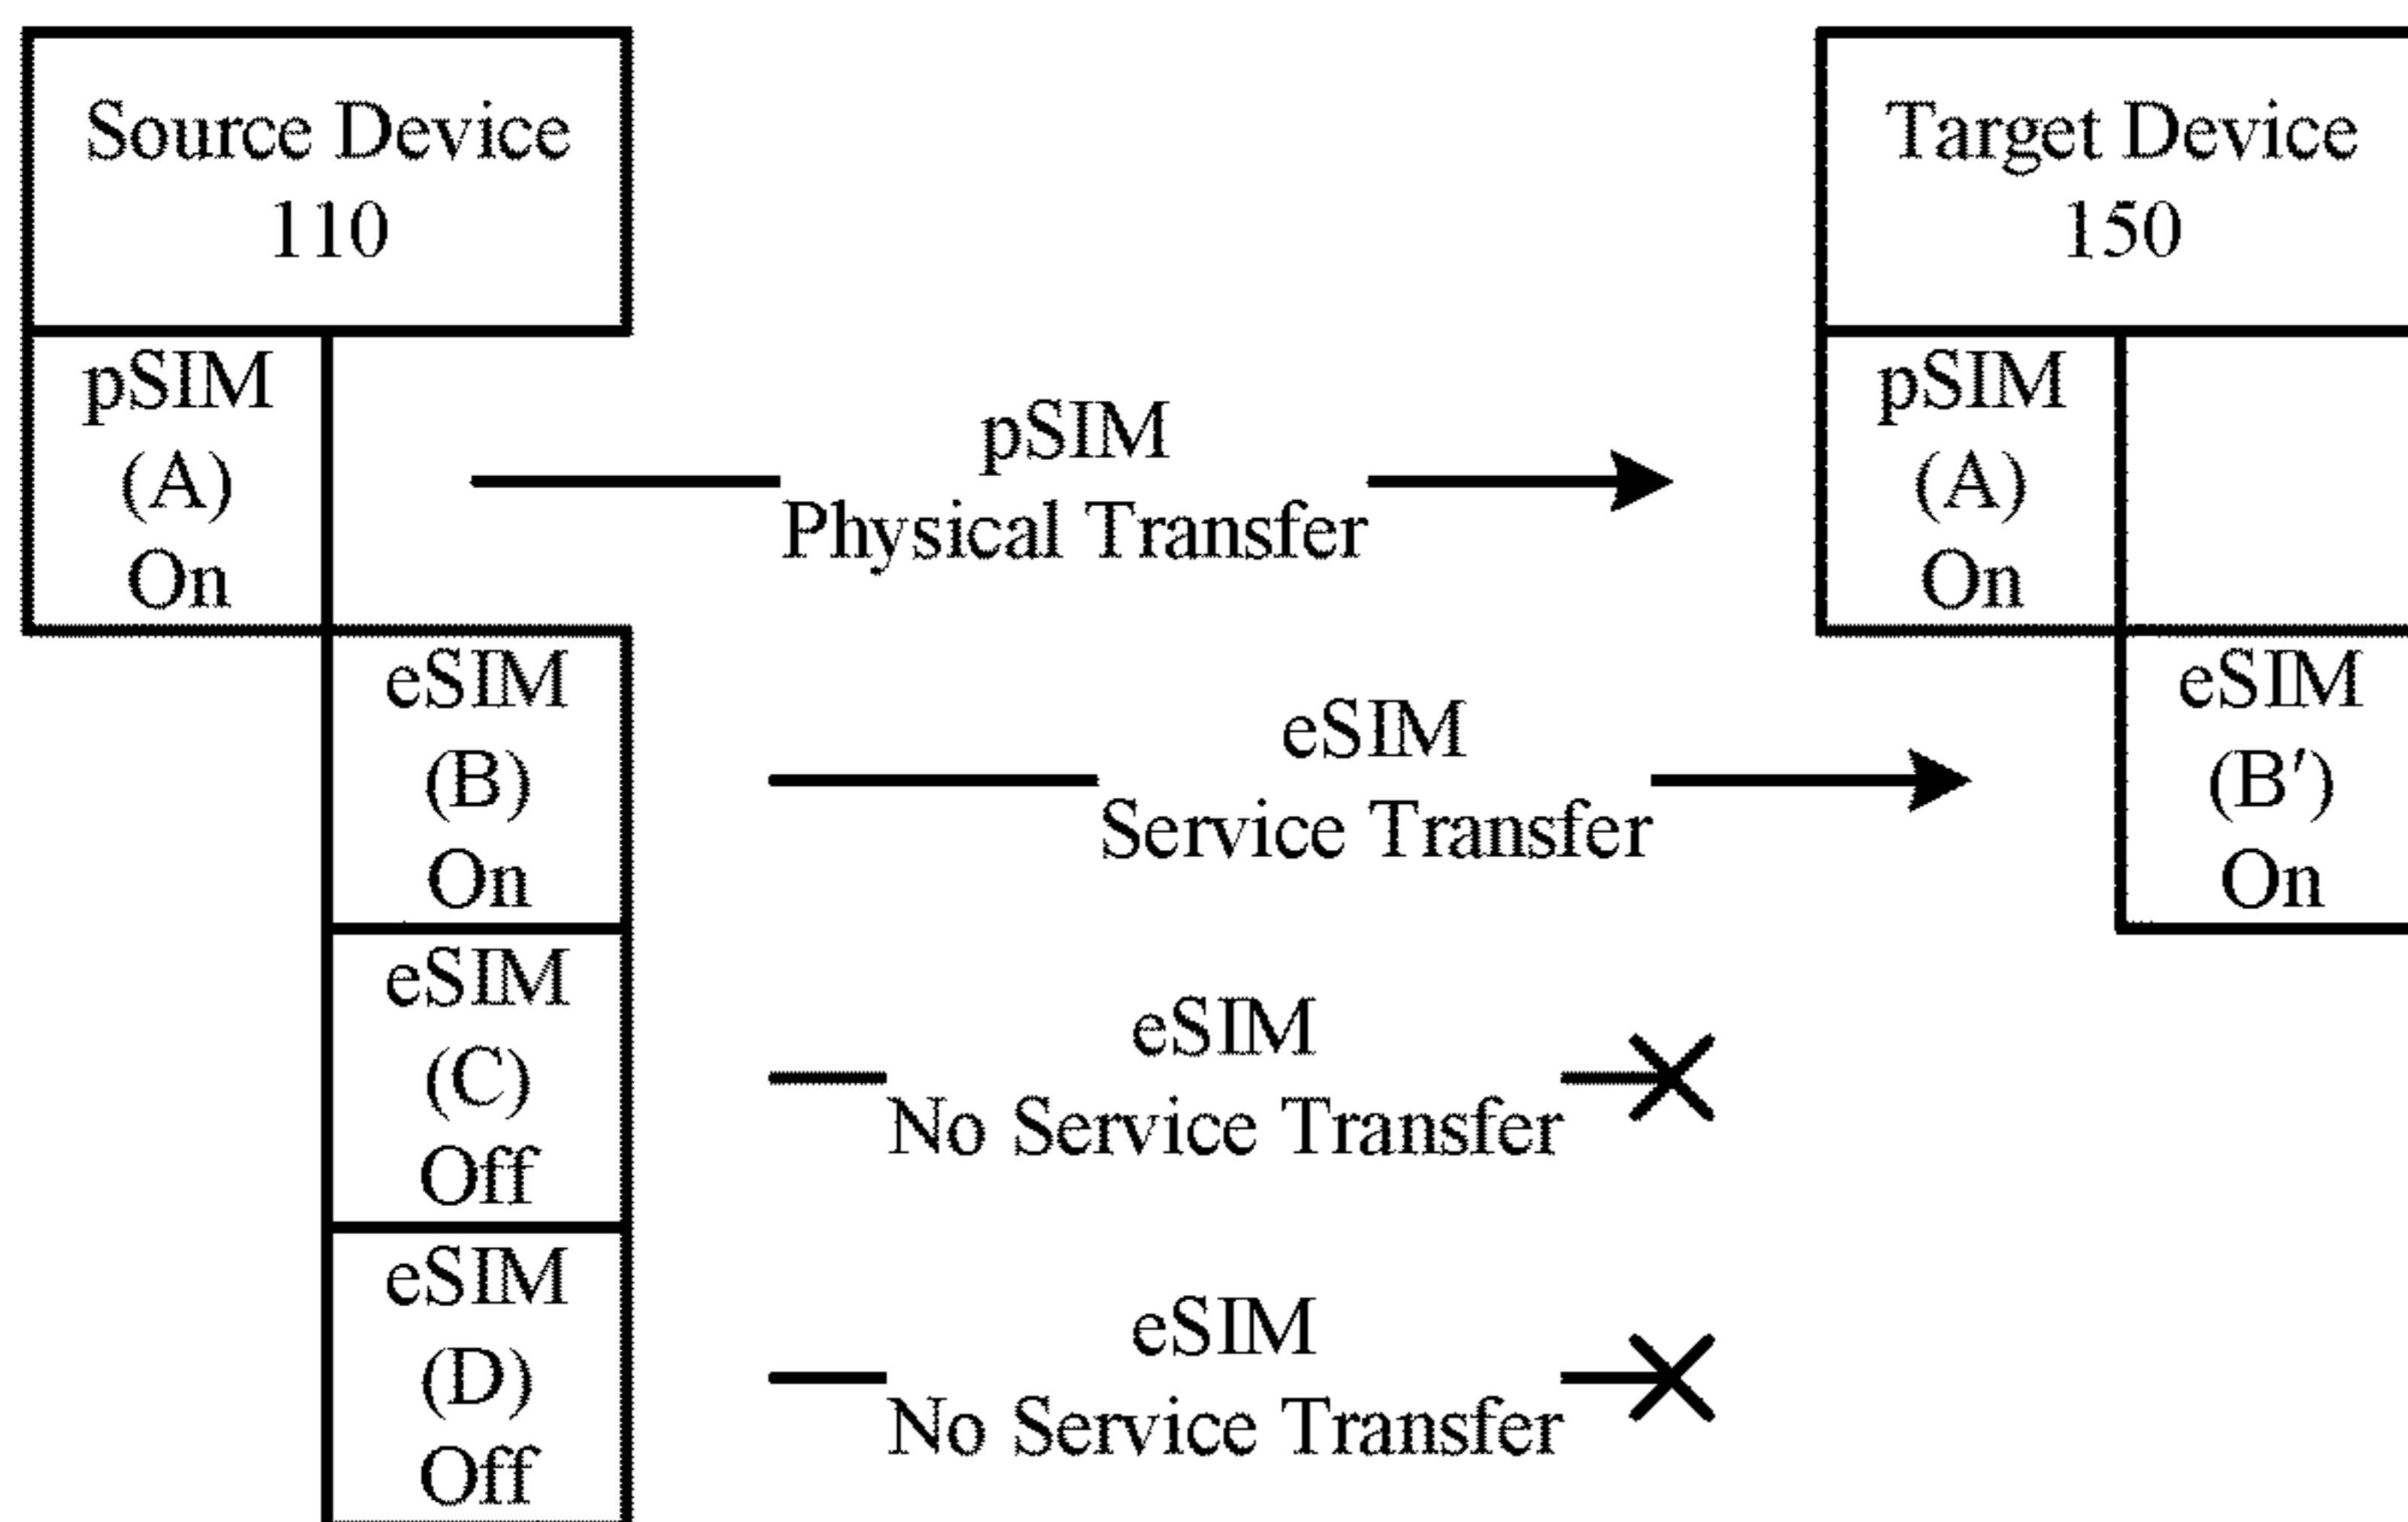 Source Device
110
Target Device
150
pSIM
(A)
On
pSIM
Physical Transfer
pSIM
(A)
On
eSIM
(B)
On
eSIM
Service Transfer
eSIM
(B′)
On
eSIM
(C)
Off
eSIM
No Service Transfer
eSIM
(D)
Off
eSIM
No Service Transfer